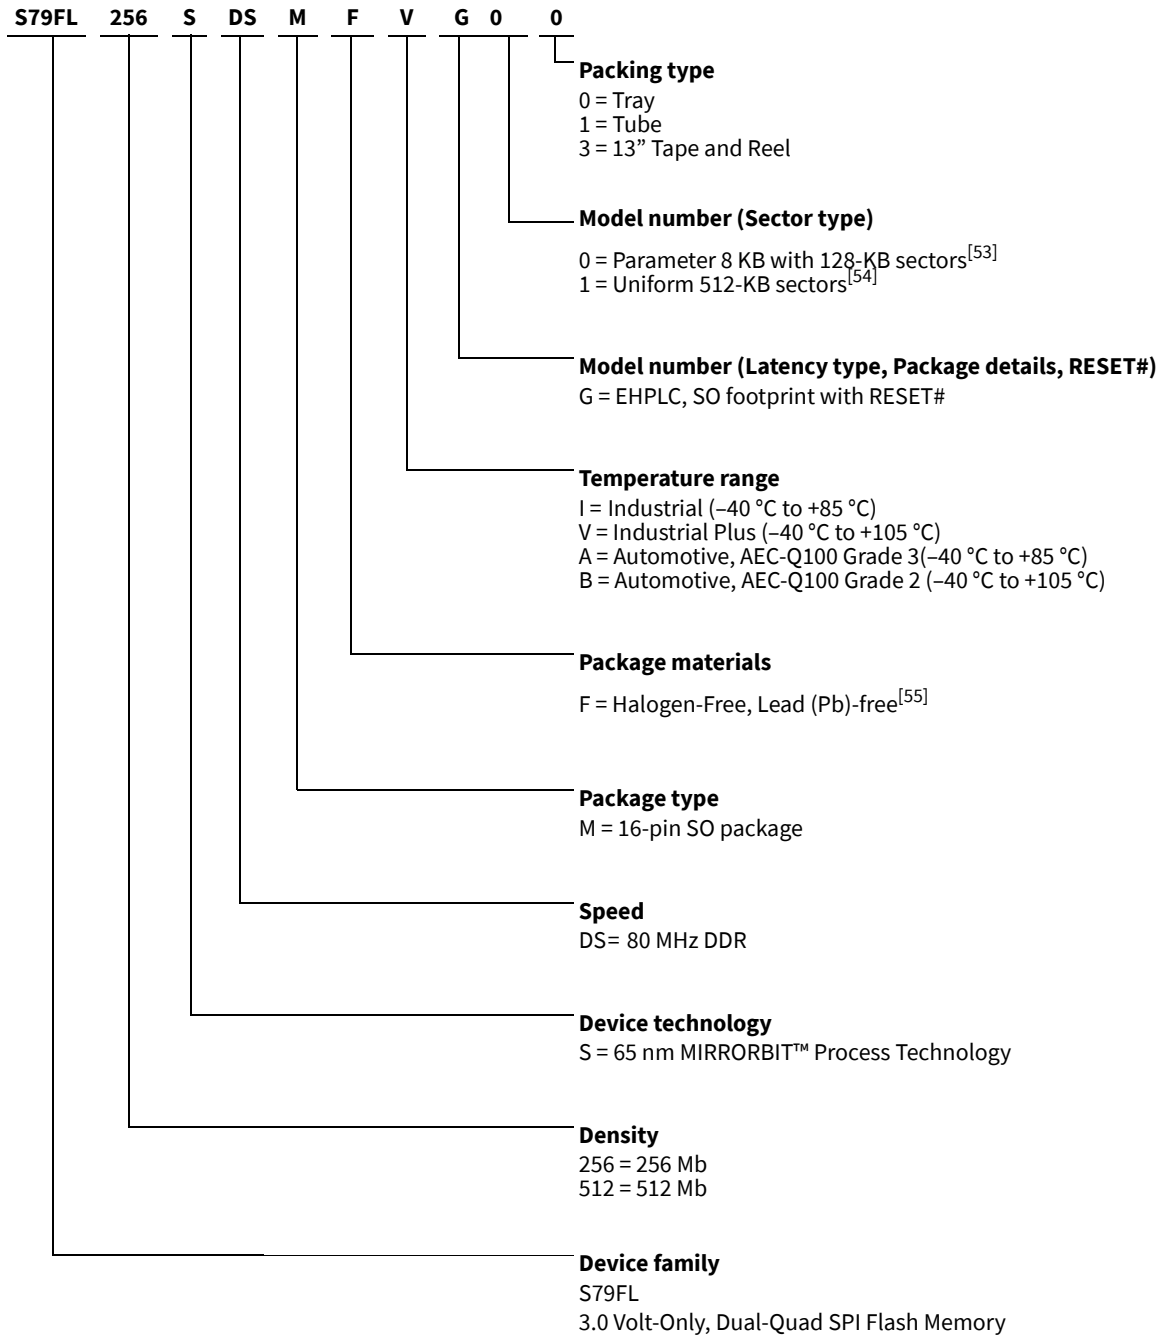 S79FL 256 S DS M F V G 0 0
Packing type
0 = Tray
1 = Tube
3 = 13” Tape and Reel
Model number (Sector type)
0 = Parameter 8 KB with 128-KB sectors[53]
1 = Uniform 512-KB sectors[54]
Model number (Latency type, Package details, RESET#)
G = EHPLC, SO footprint with RESET#
Temperature range
I = Industrial (–40 °C to +85 °C)
V = Industrial Plus (–40 °C to +105 °C)
A = Automotive, AEC-Q100 Grade 3(–40 °C to +85 °C)
B = Automotive, AEC-Q100 Grade 2 (–40 °C to +105 °C)
Package materials
F = Halogen-Free, Lead (Pb)-free[55]
Package type
M = 16-pin SO package
Speed
DS= 80 MHz DDR
Device technology
S = 65 nm MIRRORBIT™ Process Technology
Density
256 = 256 Mb
512 = 512 Mb
Device family
S79FL
3.0 Volt-Only, Dual-Quad SPI Flash Memory